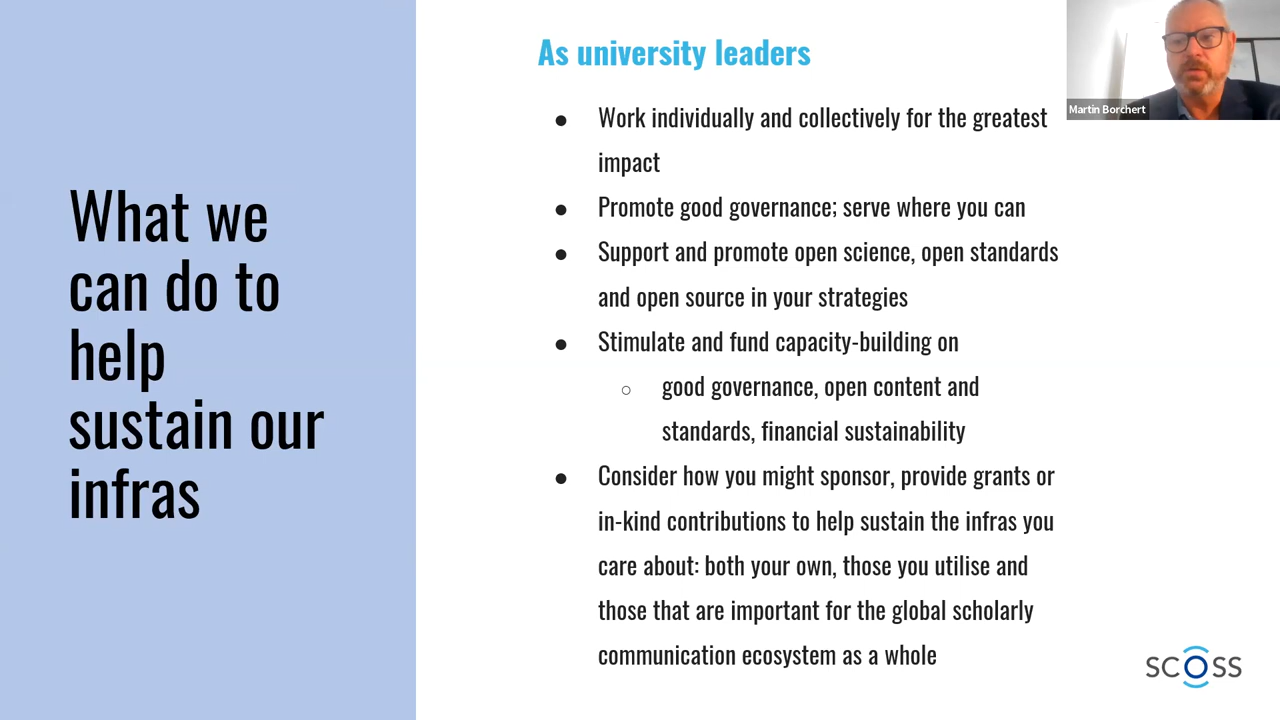 What we
can do to
help
sustain our
infras
As university leaders
● Work individually and collectively for the greatest
impact
● Promote good governance; serve where you can
● Support and promote open science, open standards
and open source in your strategies
● Stimulate and fund capacity-building on
○ good governance, open content and
standards, financial sustainability
● Consider how you might sponsor, provide grants or
in-kind contributions to help sustain the infras you
care about: both your own, those you utilise and
those that are important for the global scholarly
communication ecosystem as a whole
Martin Borchert
SCOSS